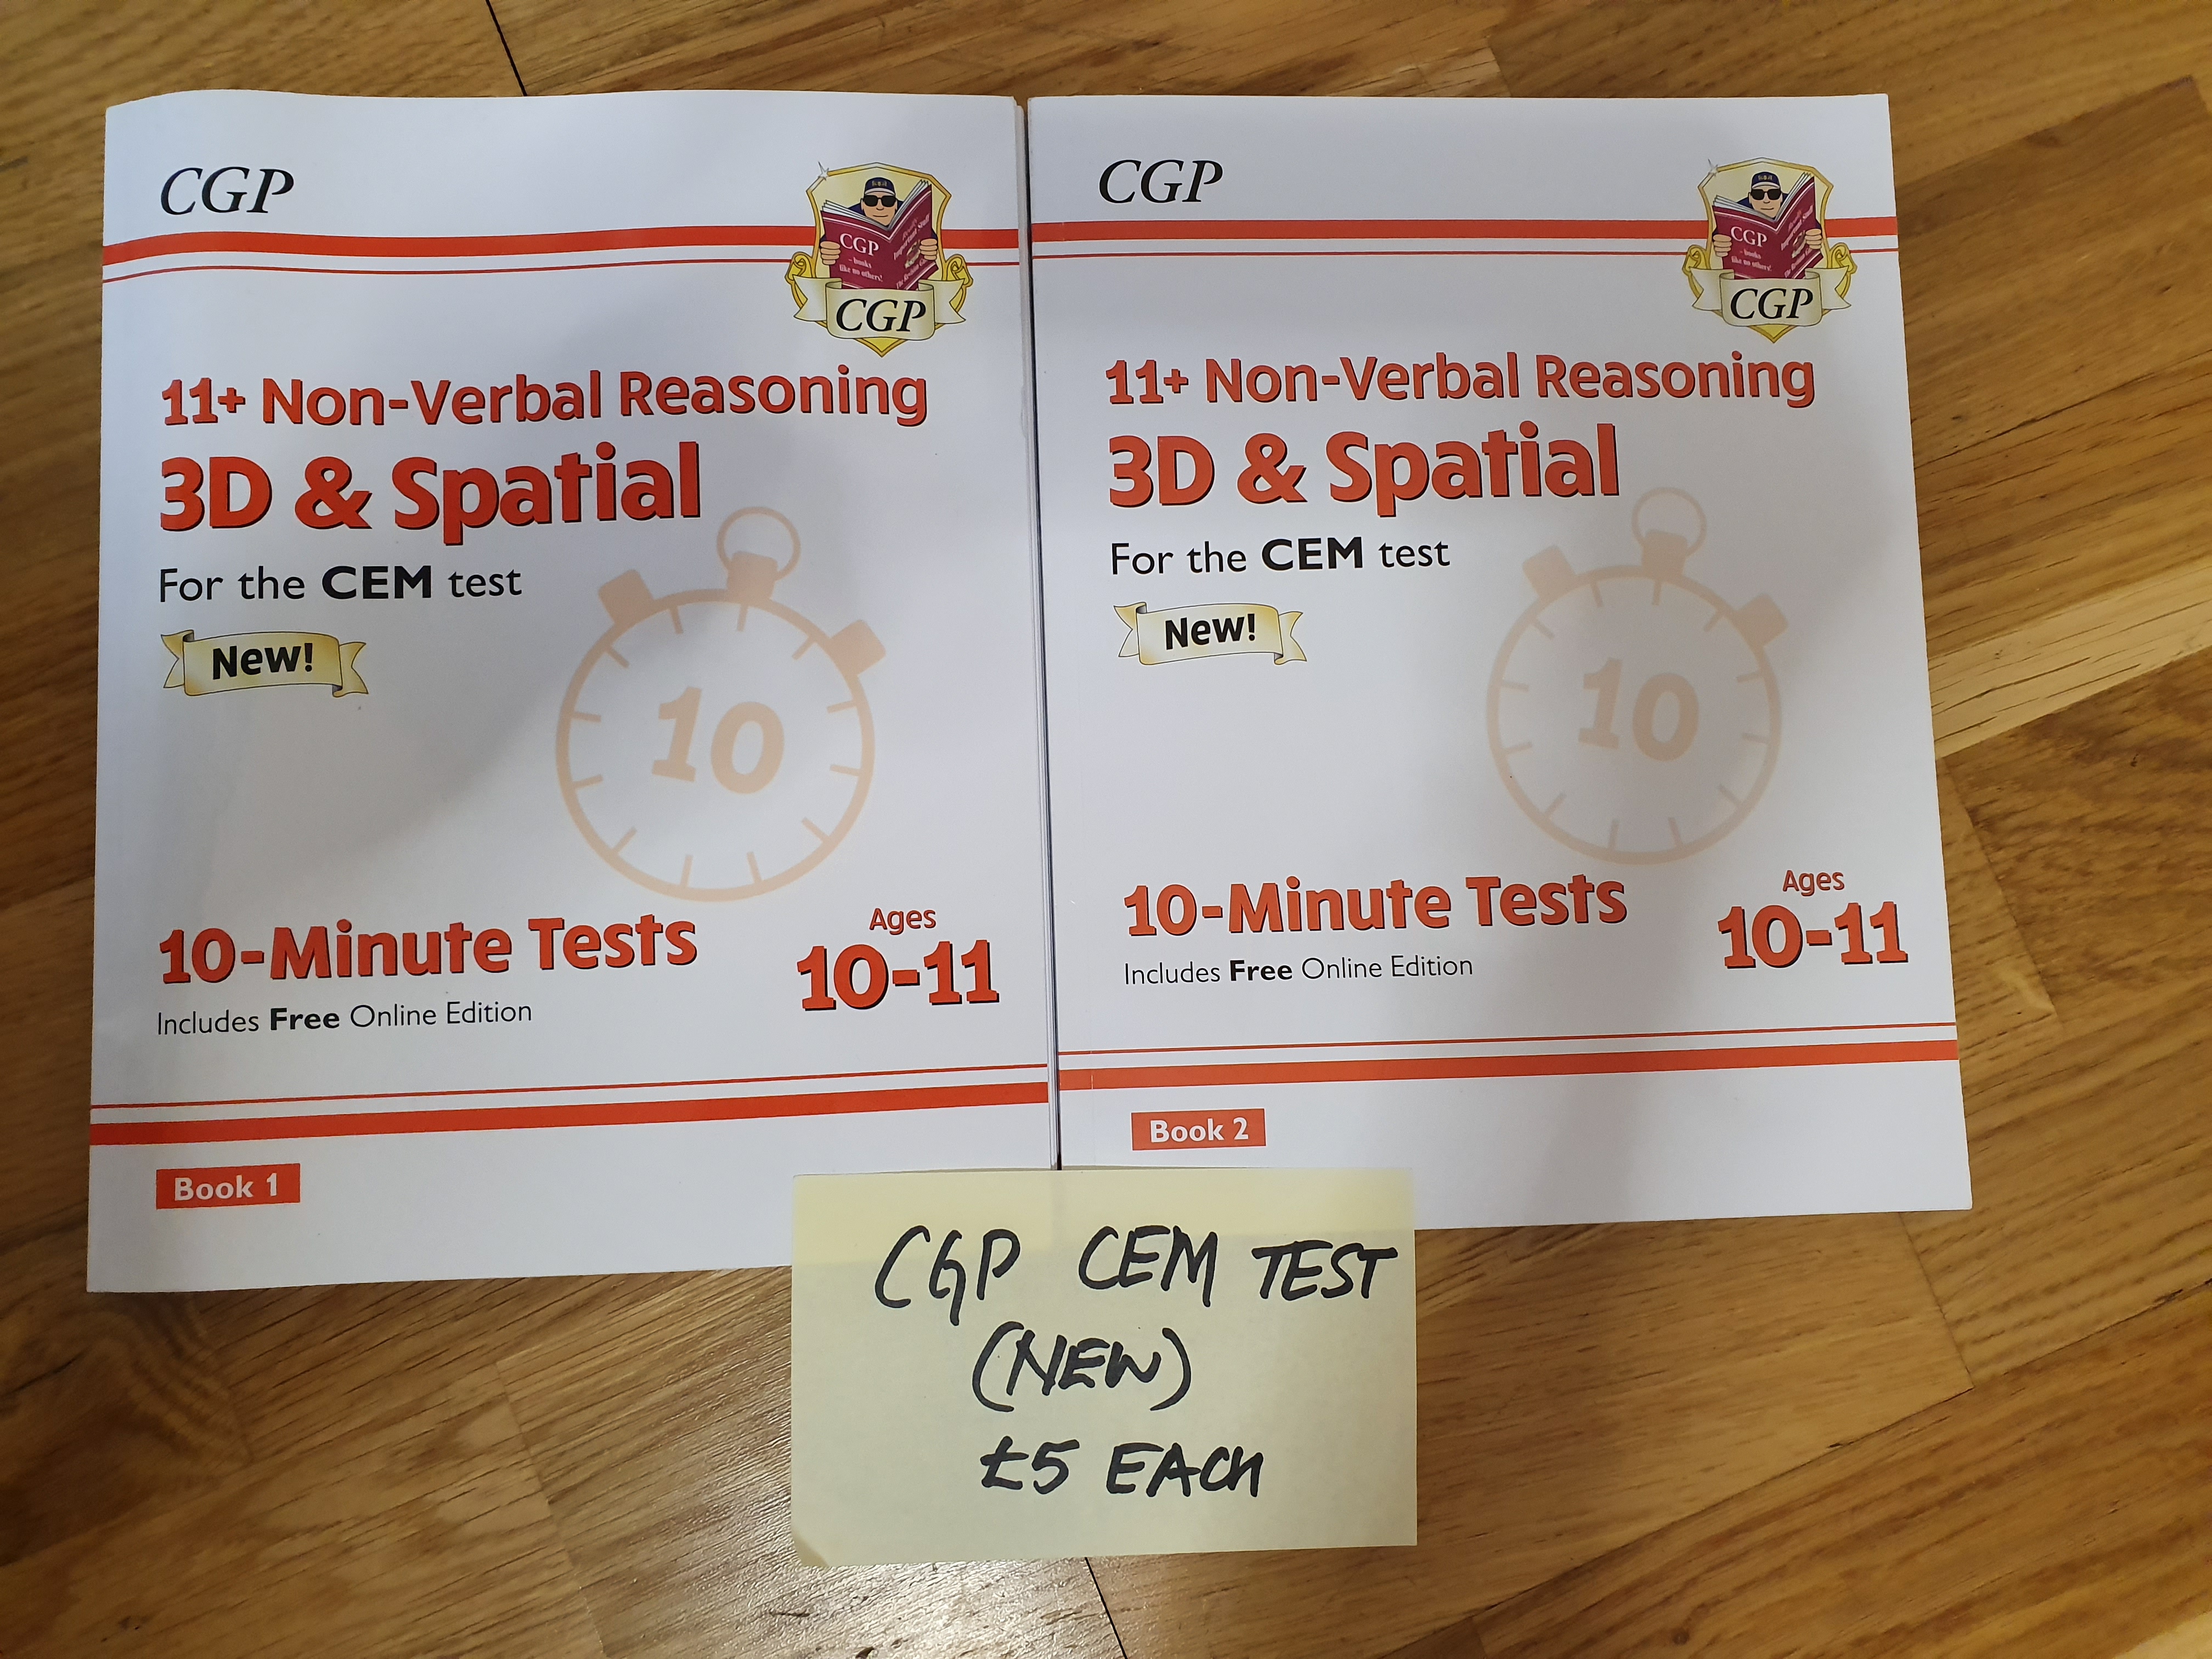 CGP
11+ Non-Verbal Reasoning
3D & Spatial
For the CEM test
New!
10
10-Minute Tests
Includes Free Online Edition
Ages
10-11
Book 1
CGP
CGP
CGP
11+ Non-Verbal Reasoning
3D & Spatial
For the CEM test
New!
10
10-Minute Tests
Includes Free Online Edition
Ages
10-11
Book 2
CGP
CGP
CGP CEM TEST
(NEW)
£5 EACH